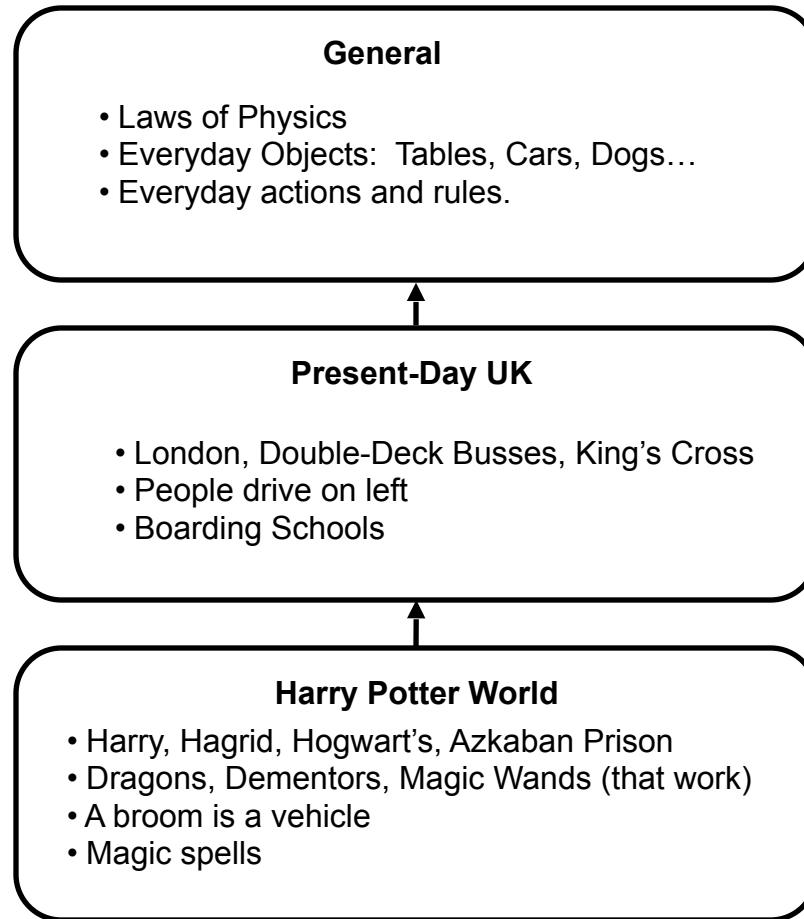 General
• Laws of Physics
• Everyday Objects:  Tables, Cars, Dogs…
• Everyday actions and rules.
Present-Day UK
• London, Double-Deck Busses, King’s Cross
• People drive on left
• Boarding Schools
Harry Potter World
• Harry, Hagrid, Hogwart’s, Azkaban Prison
• Dragons, Dementors, Magic Wands (that work)
• A broom is a vehicle
• Magic spells